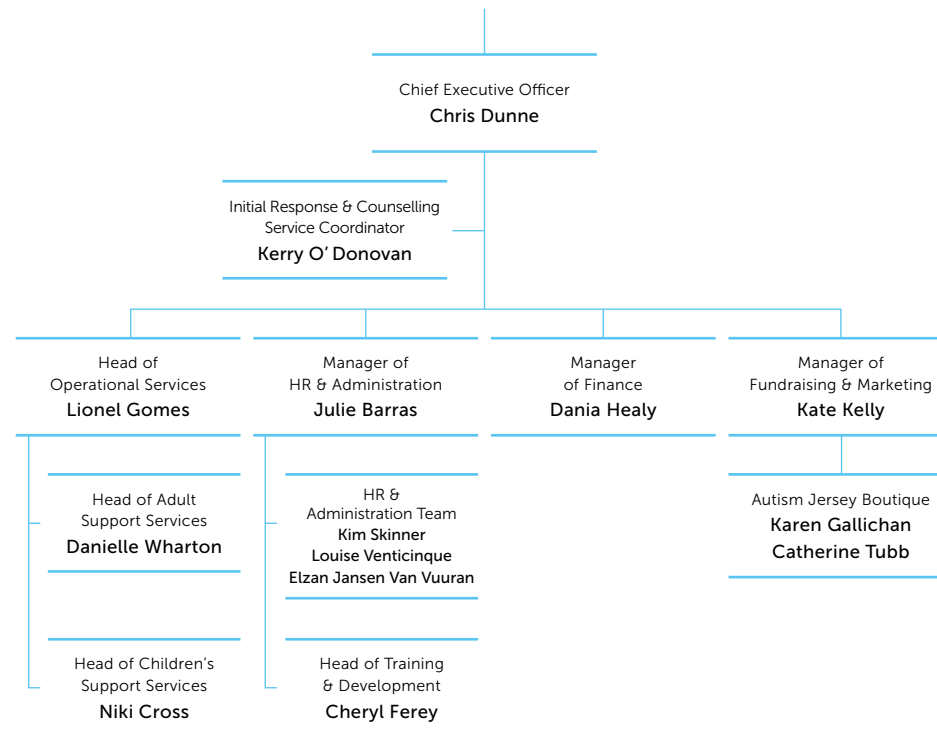 Chief Executive Officer
Chris Dunne
Initial Response & Counselling
Service Coordinator
Kerry O' Donovan
Head of
Operational Services
Lionel Gomes
Manager of
HR & Administration
Julie Barras
Manager
of Finance
Dania Healy
Manager of
Fundraising & Marketing
Kate Kelly
Head of Adult
Support Services
Danielle Wharton
HR &
Administration Team
Kim Skinner
Louise Venticinque
Elzan Jansen Van Vuuran
Autism Jersey Boutique
Karen Gallichan
Catherine Tubb
Head of Children's
Support Services
Niki Cross
Head of Training
& Development
Cheryl Ferey